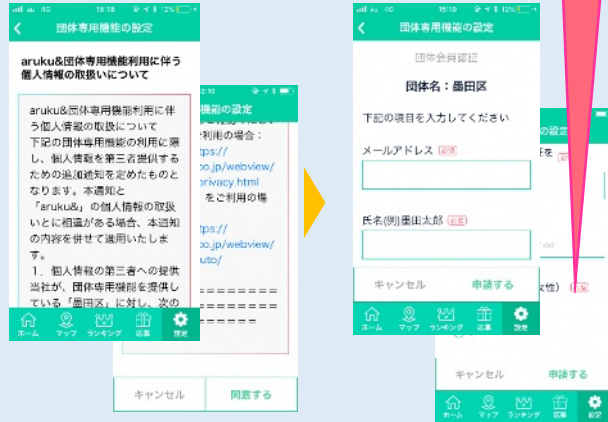 au 4G 15:18 12%
団体専用機能の設定
aruku&団体専用機能利用に伴う
個人情報の取扱いについて
aruku&団体専用機能利用に伴
う個人情報の取扱について
下記の団体専用機能の利用に際
し、個人情報を第三者提供する
ための追加通知を定めたものと
なります。本通知と
「aruku&」の個人情報の取扱
いとに相違がある場合、本通知
の内容を併せて適用いたしま
す。
1．個人情報の第三者への提供
当社が、団体専用機能を提供し
ている「墨田区」に対し、次の
ホーム マップ ランキング 応募 設定
機能の設定
利用の場合：
tps://
co.jp/webview/
privacy.html
をご利用の場
tps://
co.jp/webview/
uto/
========
========
======
キャンセル 同意する
au 4G 15:19 12%
団体専用機能の設定
団体会員認証
団体名：墨田区
下記の項目を入力してください
メールアドレス 必須
氏名(例)墨田太郎 必須
キャンセル 申請する
ホーム マップ ランキング 応募 設定
の設定
女性) 必須
キャンセル 申請する
ホーム マップ ランキング 応募 設定